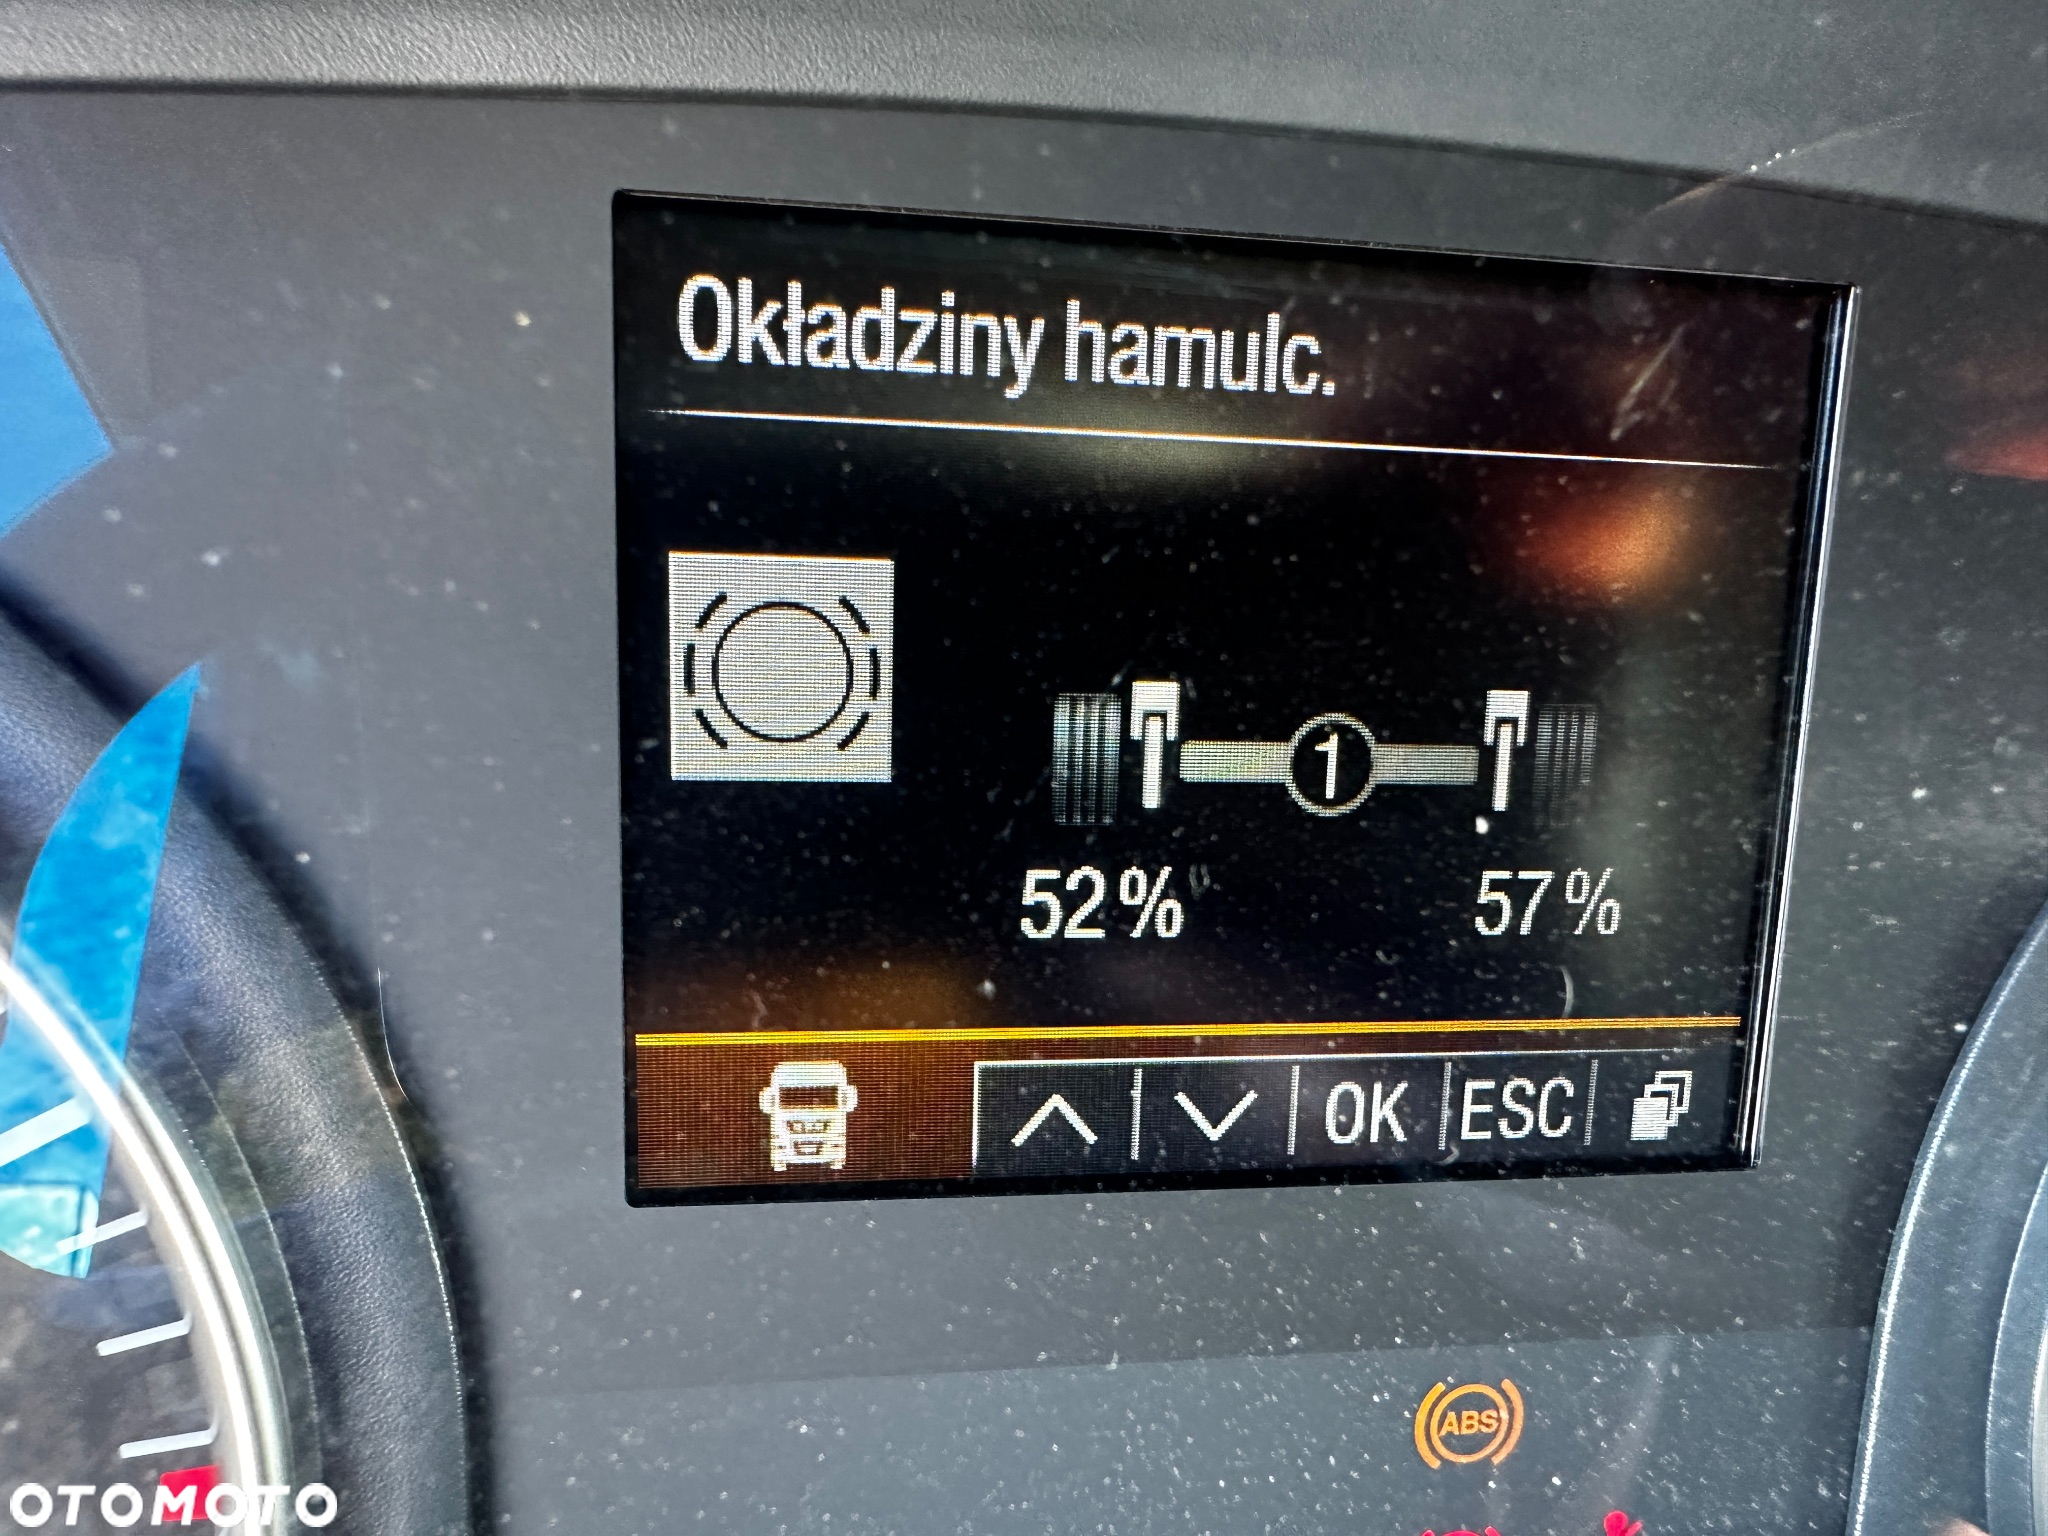 Okładziny hamulc.
1
52% 57%
OK ESC
ABS
OTOMOTO